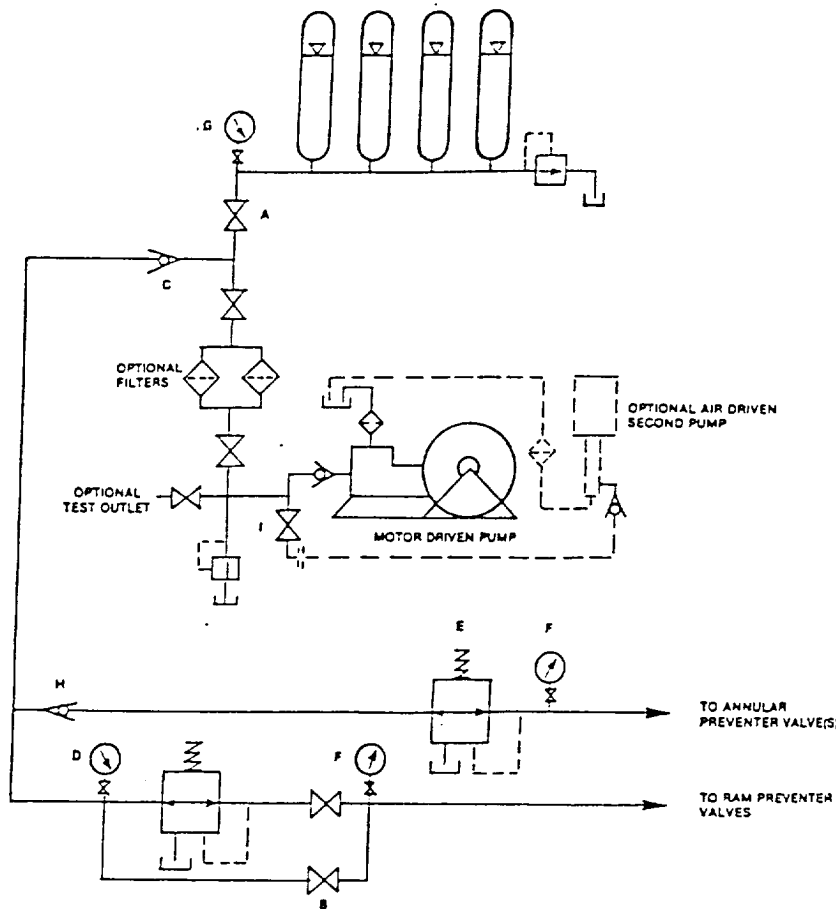 G
A
C
OPTIONAL
FILTERS
OPTIONAL AIR DRIVEN
SECOND PUMP
OPTIONAL
TEST OUTLET
I
MOTOR DRIVEN PUMP
E
F
H
TO ANNULAR
PREVENTER VALVE(S)
D
F
TO RAM PREVENTER
VALVES
B